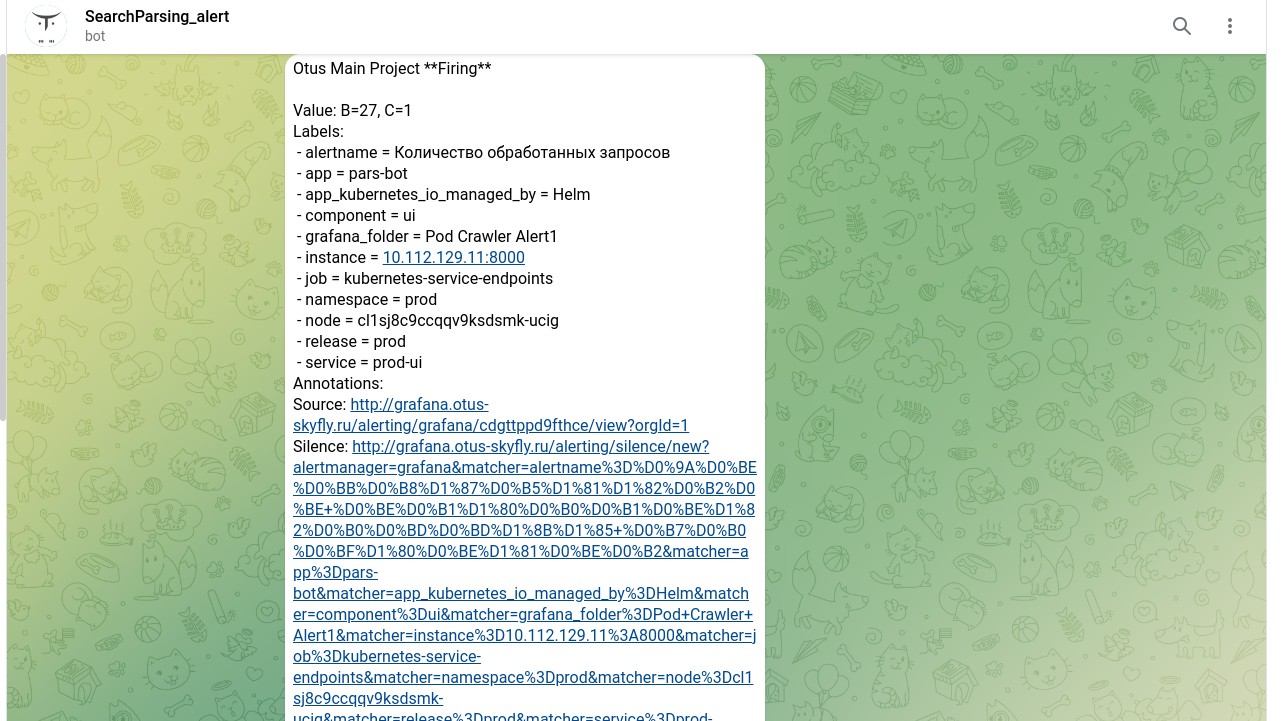 SearchParsing_alert
bot
Otus Main Project **Firing**
Value: B=27, C=1
Labels:
- alertname = Количество обработанных запросов
- app = pars-bot
- app_kubernetes_io_managed_by = Helm
- component = ui
- grafana_folder = Pod Crawler Alert1
- instance = 10.112.129.11:8000
- job = kubernetes-service-endpoints
- namespace = prod
- node = cl1sj8c9ccqqv9ksdsmk-ucig
- release = prod
- service = prod-ui
Annotations:
Source: http://grafana.otus-
skyfly.ru/alerting/grafana/cdgttppd9fthce/view?orgId=1
Silence: http://grafana.otus-skyfly.ru/alerting/silence/new?
alertmanager=grafana&matcher=alertname%3D%D0%9A%D0%BE
%D0%BB%D0%B8%D1%87%D0%B5%D1%81%D1%82%D0%B2%D0
%BE+%D0%BE%D0%B1%D1%80%D0%B0%D0%B1%D0%BE%D1%8
2%D0%B0%D0%BD%D0%BD%D1%8B%D1%85+%D0%B7%D0%B0
%D0%BF%D1%80%D0%BE%D1%81%D0%BE%D0%B2&matcher=a
pp%3Dpars-
bot&matcher=app_kubernetes_io_managed_by%3DHelm&match
er=component%3Dui&matcher=grafana_folder%3DPod+Crawler+
Alert1&matcher=instance%3D10.112.129.11%3A8000&matcher=j
ob%3Dkubernetes-service-
endpoints&matcher=namespace%3Dprod&matcher=node%3Dcl1
sj8c9ccqqv9ksdsmk-
ucig&matcher=release%3Dprod&matcher=service%3Dprod-